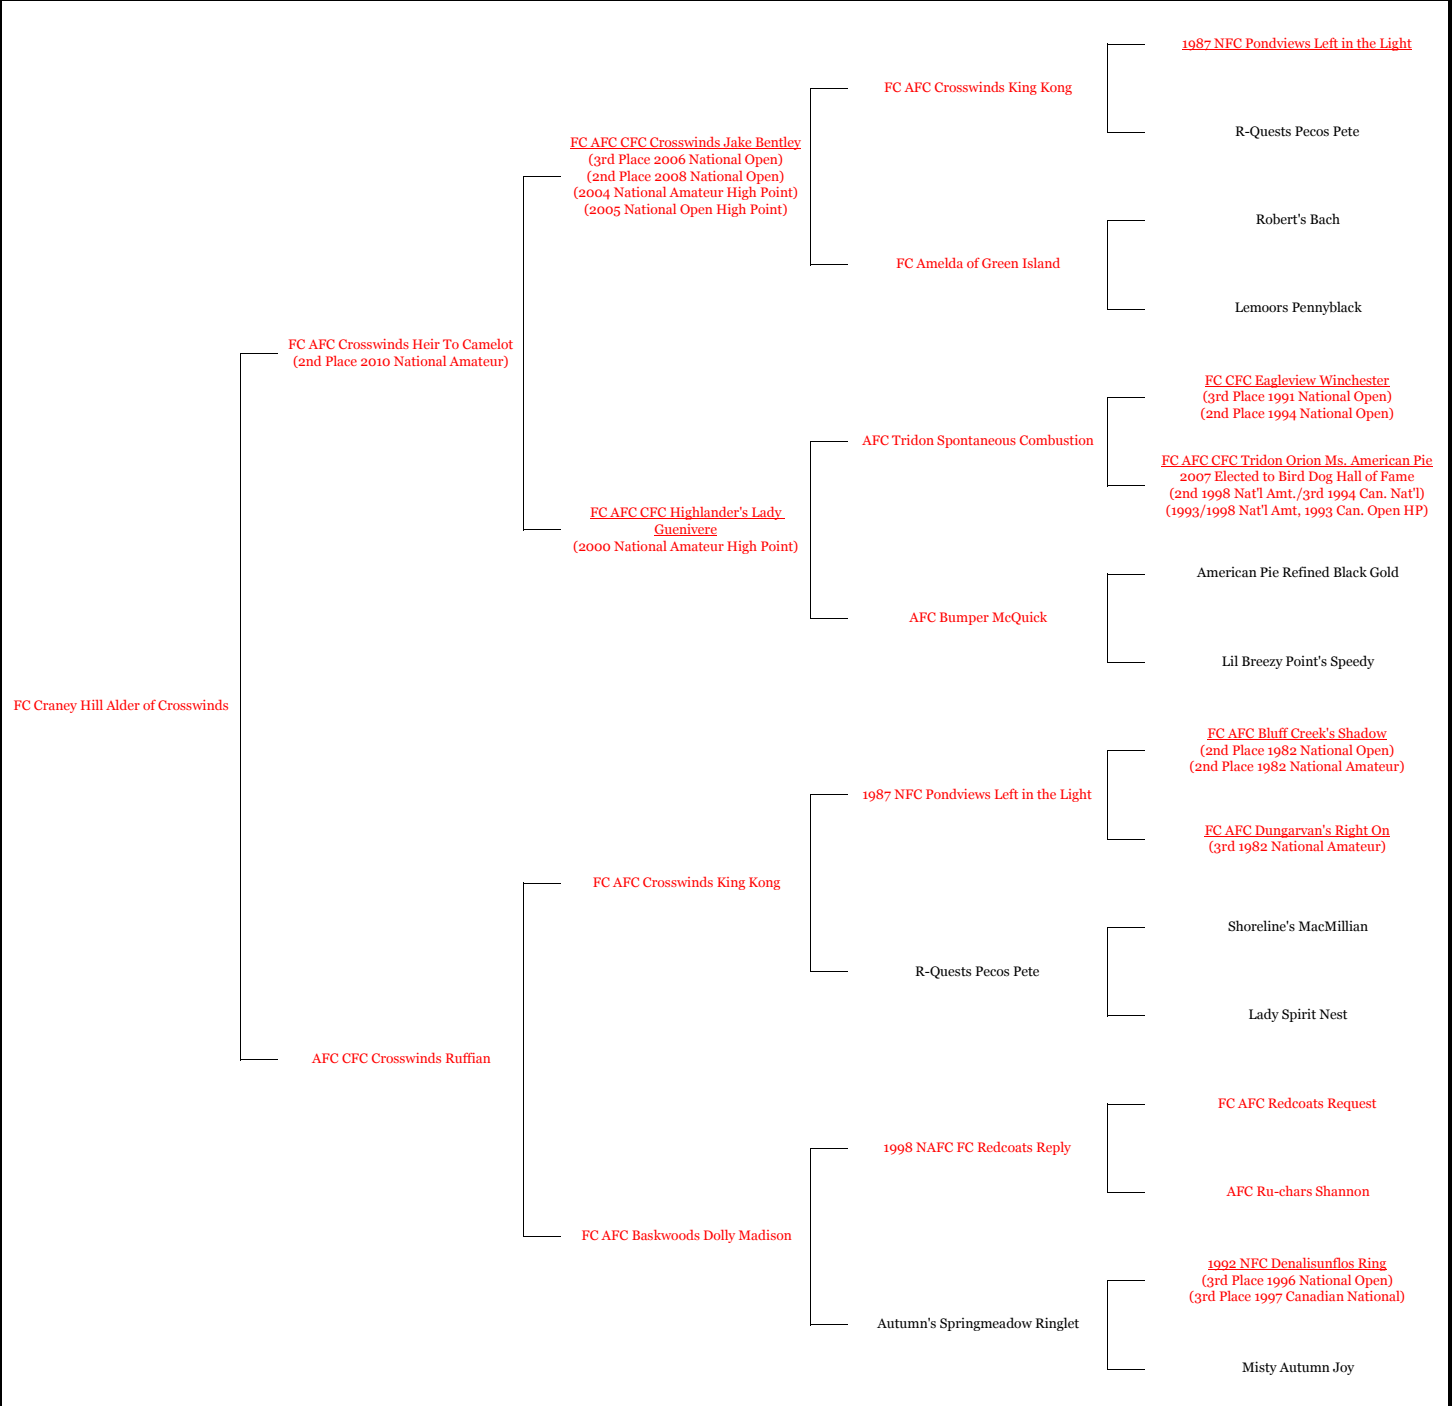 1987 NFC Pondviews Left in the Light
FC AFC Crosswinds King Kong
R-Quests Pecos Pete
FC AFC CFC Crosswinds Jake Bentley
(3rd Place 2006 National Open)
(2nd Place 2008 National Open)
(2004 National Amateur High Point)
(2005 National Open High Point)
Robert's Bach
FC Amelda of Green Island
Lemoors Pennyblack
FC AFC Crosswinds Heir To Camelot
(2nd Place 2010 National Amateur)
FC CFC Eagleview Winchester
(3rd Place 1991 National Open)
(2nd Place 1994 National Open)
AFC Tridon Spontaneous Combustion
FC AFC CFC Tridon Orion Ms. American Pie
2007 Elected to Bird Dog Hall of Fame
(2nd 1998 Nat'l Amt./3rd 1994 Can. Nat'l)
(1993/1998 Nat'l Amt, 1993 Can. Open HP)
FC AFC CFC Highlander's Lady
Guenivere
(2000 National Amateur High Point)
American Pie Refined Black Gold
AFC Bumper McQuick
Lil Breezy Point's Speedy
FC Craney Hill Alder of Crosswinds
FC AFC Bluff Creek's Shadow
(2nd Place 1982 National Open)
(2nd Place 1982 National Amateur)
1987 NFC Pondviews Left in the Light
FC AFC Dungarvan's Right On
(3rd 1982 National Amateur)
FC AFC Crosswinds King Kong
Shoreline's MacMillian
R-Quests Pecos Pete
Lady Spirit Nest
AFC CFC Crosswinds Ruffian
FC AFC Redcoats Request
1998 NAFC FC Redcoats Reply
AFC Ru-chars Shannon
FC AFC Baskwoods Dolly Madison
1992 NFC Denalisunflos Ring
(3rd Place 1996 National Open)
(3rd Place 1997 Canadian National)
Autumn's Springmeadow Ringlet
Misty Autumn Joy